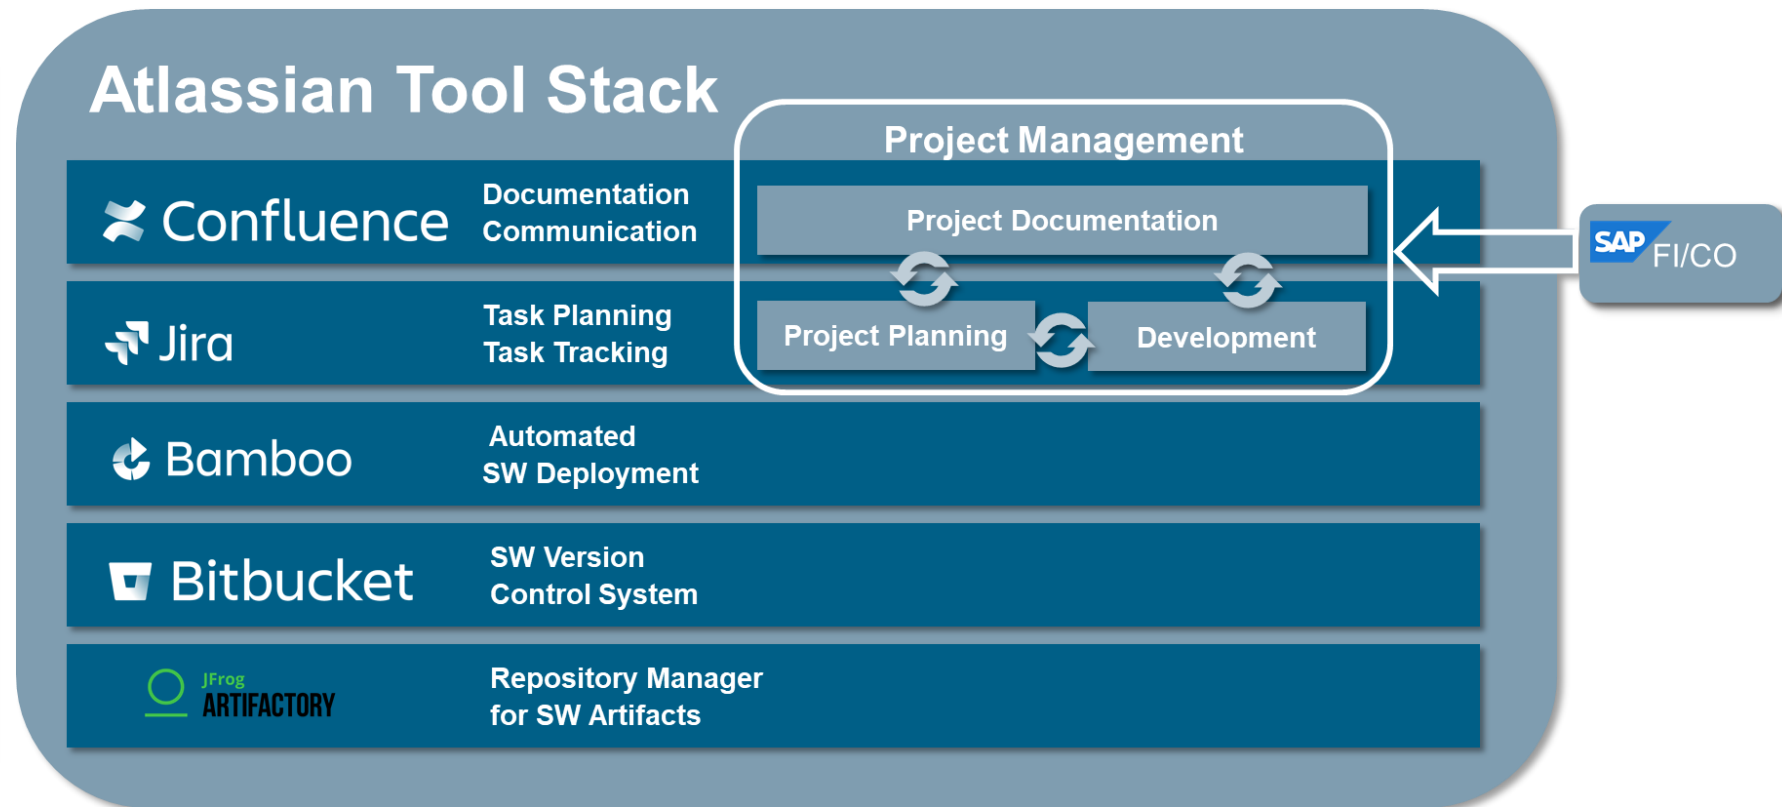 Atlassian Tool Stack
Project Management
Confluence
Documentation
Communication
Project Documentation
SAP FI/CO
Jira
Task Planning
Task Tracking
Project Planning
Development
Bamboo
Automated
SW Deployment
Bitbucket
SW Version
Control System
JFrog
ARTIFACTORY
Repository Manager
for SW Artifacts